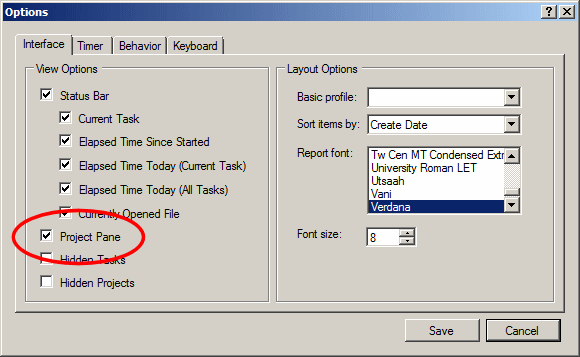 Options
Interface
Timer
Behavior
Keyboard
View Options
Status Bar
Current Task
Elapsed Time Since Started
Elapsed Time Today (Current Task)
Elapsed Time Today (All Tasks)
Currently Opened File
Project Pane
Hidden Tasks
Hidden Projects
Layout Options
Basic profile:
Sort items by: Create Date
Report font:
Tw Cen MT Condensed Extr
University Roman LET
Utsaah
Vani
Verdana
Font size: 8
Save
Cancel